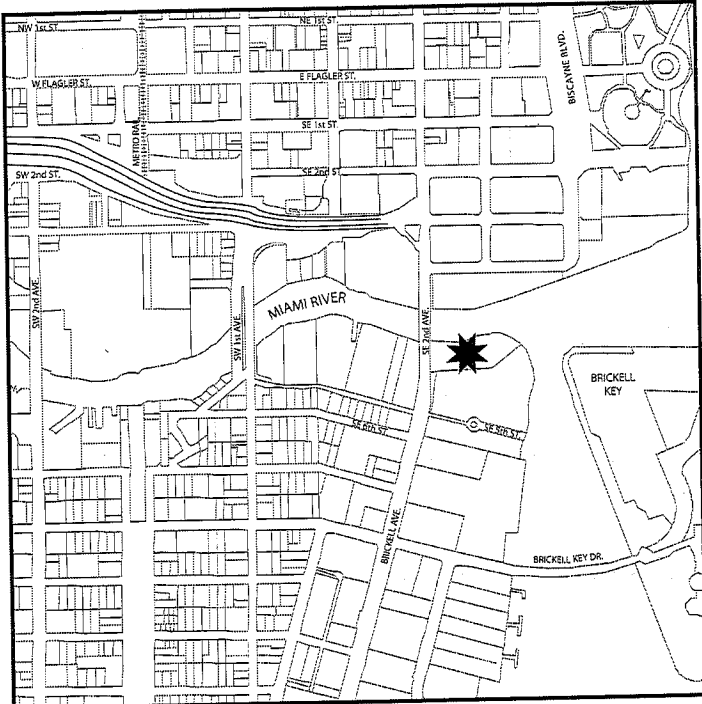 NW 1st ST.
NE 1st ST.
BISCAYNE BLVD.
W FLAGLER ST.
E FLAGLER ST.
METRO RAIL
SE 1st ST.
SW 2nd ST.
SE 2nd ST.
SW 2nd AVE.
MIAMI RIVER
SW 1st AVE.
SE 2nd AVE.
BRICKELL
KEY
SE 6th ST.
SE 5th ST.
BRICKELL AVE.
BRICKELL KEY DR.